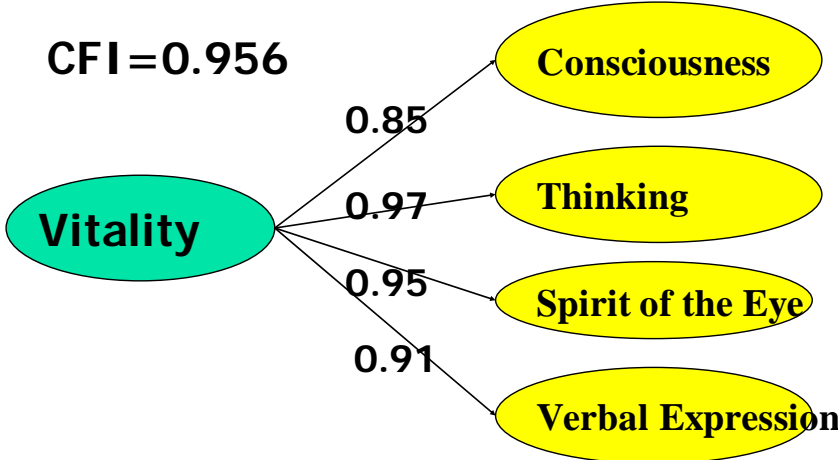 CFI=0.956
Consciousness
0.85
Thinking
0.97
Vitality
0.95
Spirit of the Eye
0.91
Verbal Expression